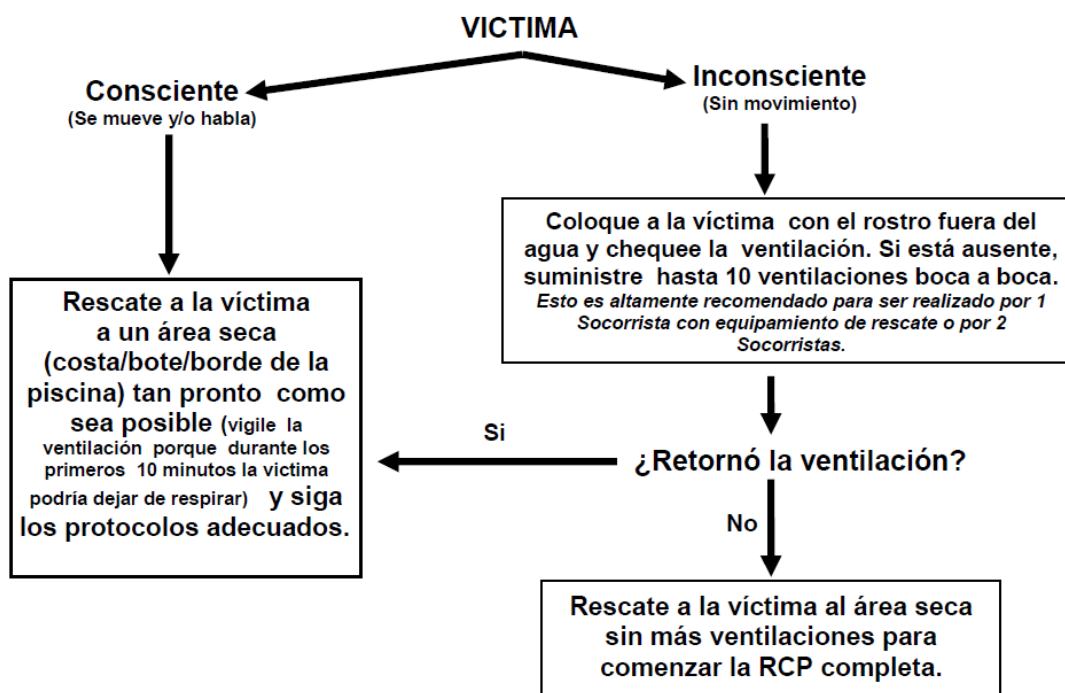 VICTIMA
Consciente
(Se mueve y/o habla)
Inconsciente
(Sin movimiento)
Coloque a la víctima con el rostro fuera del
agua y chequee la ventilación. Si está ausente,
suministre hasta 10 ventilaciones boca a boca.
Esto es altamente recomendado para ser realizado por 1
Socorrista con equipamiento de rescate o por 2
Socorristas.
Rescate a la víctima
a un área seca
(costa/bote/borde de la
piscina) tan pronto como
sea posible (vigile la
ventilación porque durante los
primeros 10 minutos la victima
podría dejar de respirar) y siga
los protocolos adecuados.
Si
¿Retornó la ventilación?
No
Rescate a la víctima al área seca
sin más ventilaciones para
comenzar la RCP completa.